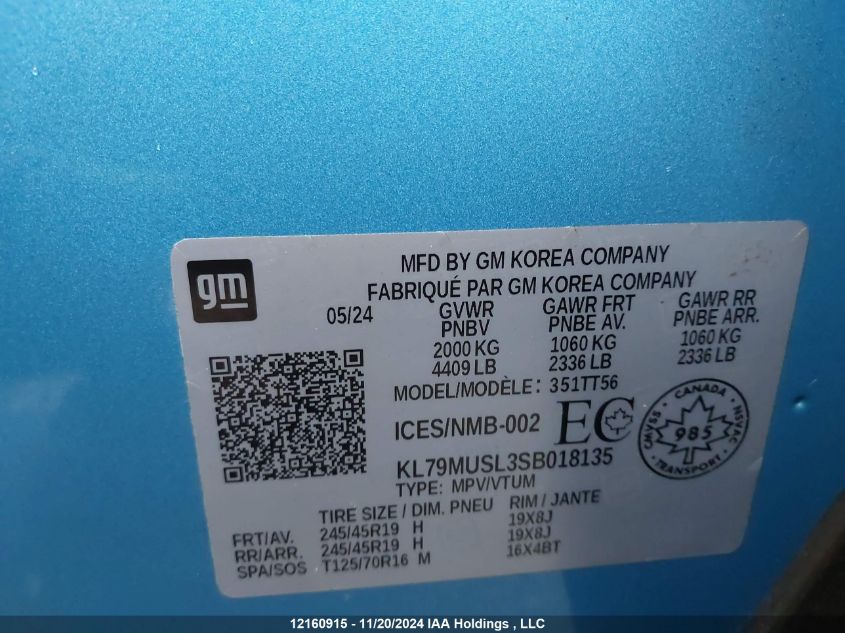 gm
MFD BY GM KOREA COMPANY
FABRIQUÉ PAR GM KOREA COMPANY
05/24
GVWR GAWR FRT GAWR RR
PNBV PNBE AV. PNBE ARR.
2000 KG 1060 KG 1060 KG
4409 LB 2336 LB 2336 LB
MODEL/MODÈLE: 351TT56
ICES/NMB-002 EC
CANADA
CMVSS 985 NSVAC
TRANSPORT
KL79MUSL3SB018135
TYPE: MPV/VTUM
TIRE SIZE / DIM. PNEU RIM / JANTE
FRT/AV. 245/45R19 H 19X8J
RR/ARR. 245/45R19 H 19X8J
SPA/SOS T125/70R16 M 16X4BT
12160915 - 11/20/2024 IAA Holdings , LLC